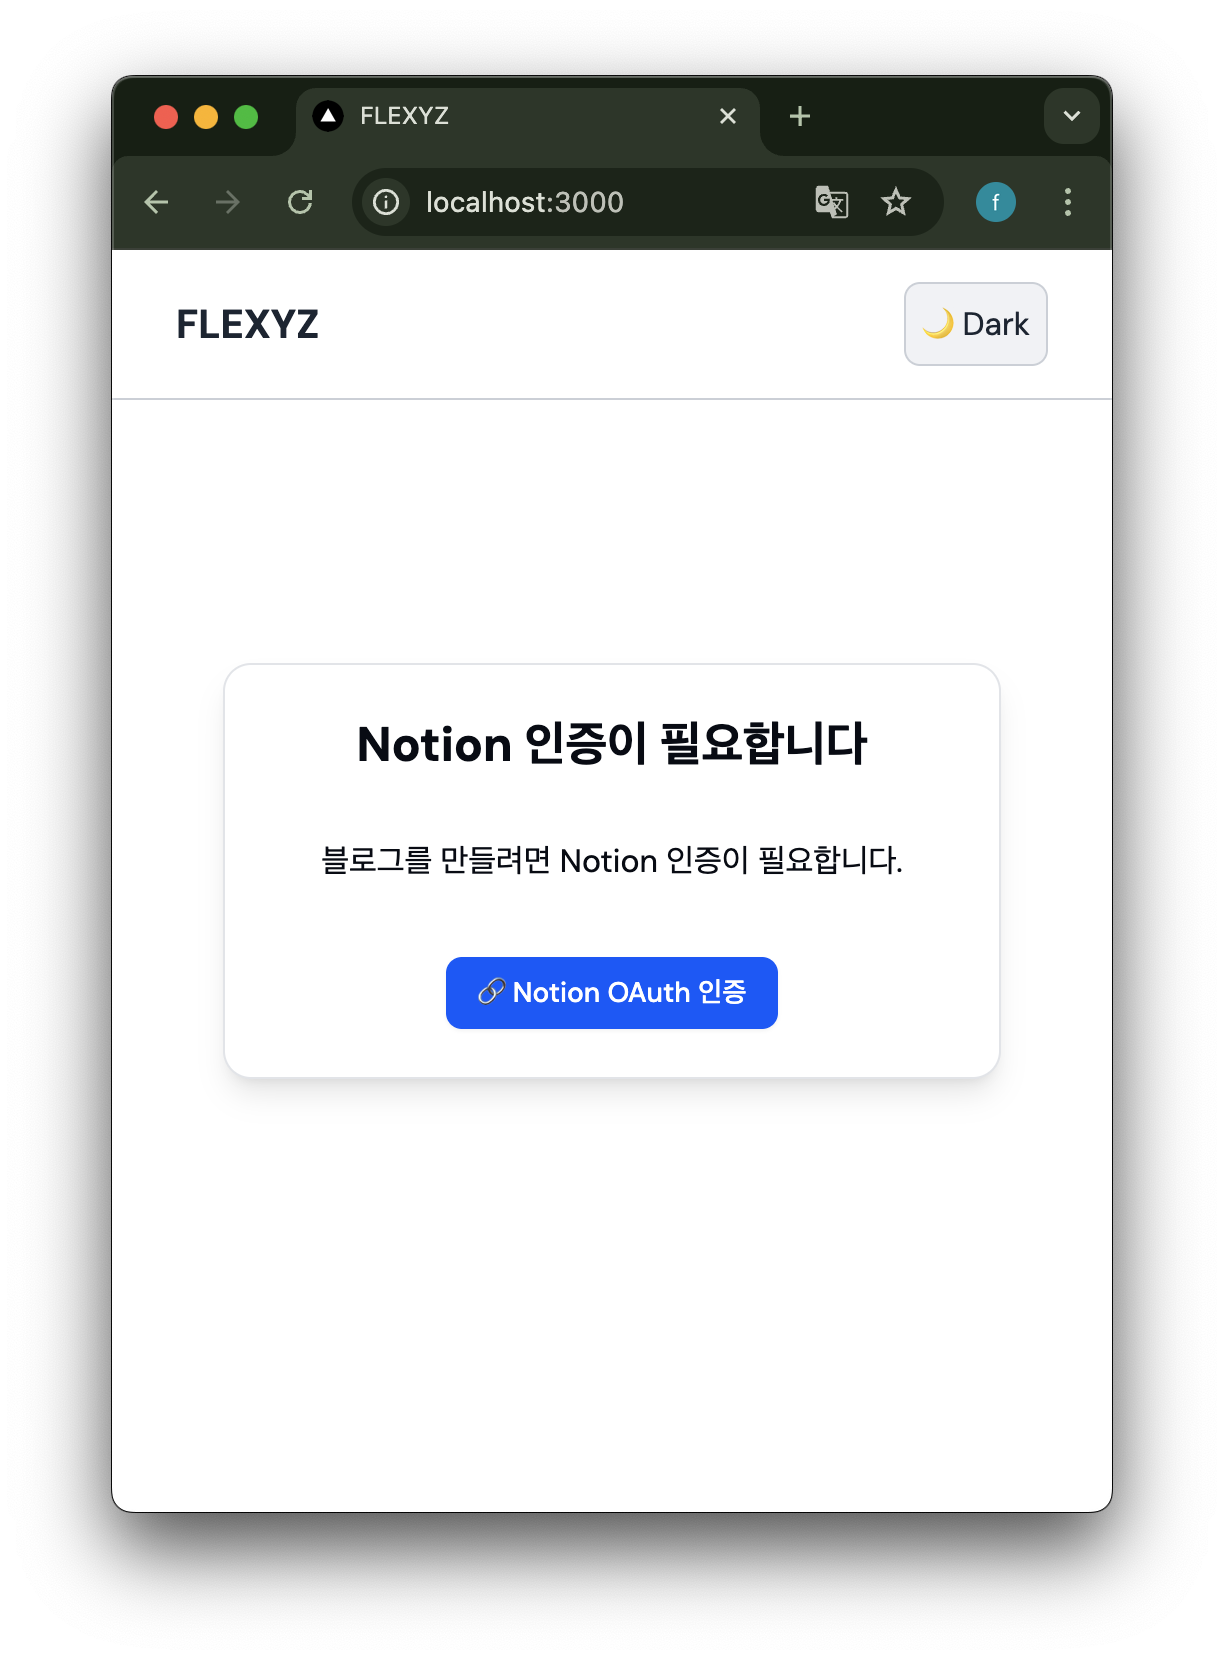 FLEXYZ
localhost:3000
f
FLEXYZ
🌙 Dark
Notion 인증이 필요합니다
블로그를 만들려면 Notion 인증이 필요합니다.
🔗 Notion OAuth 인증